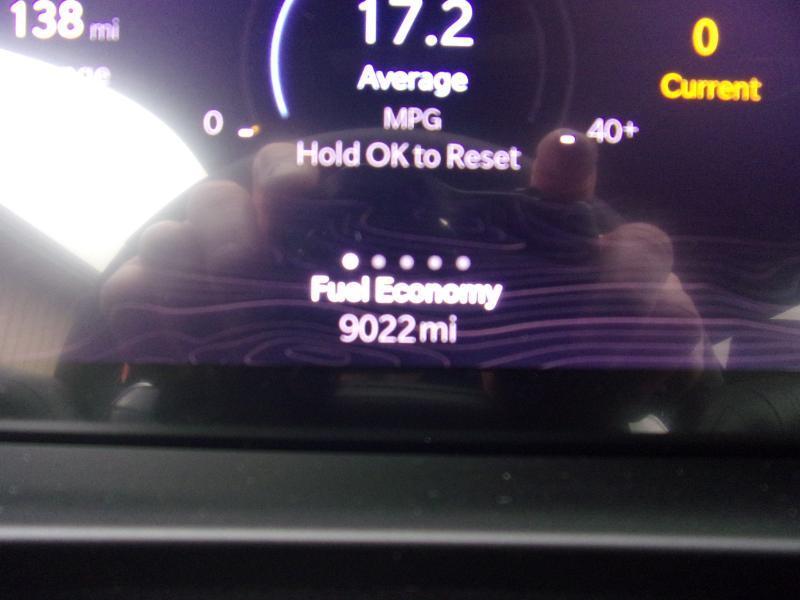 138 mi
17.2
0
Average
Current
MPG
0
40+
Hold OK to Reset
Fuel Economy
9022 mi